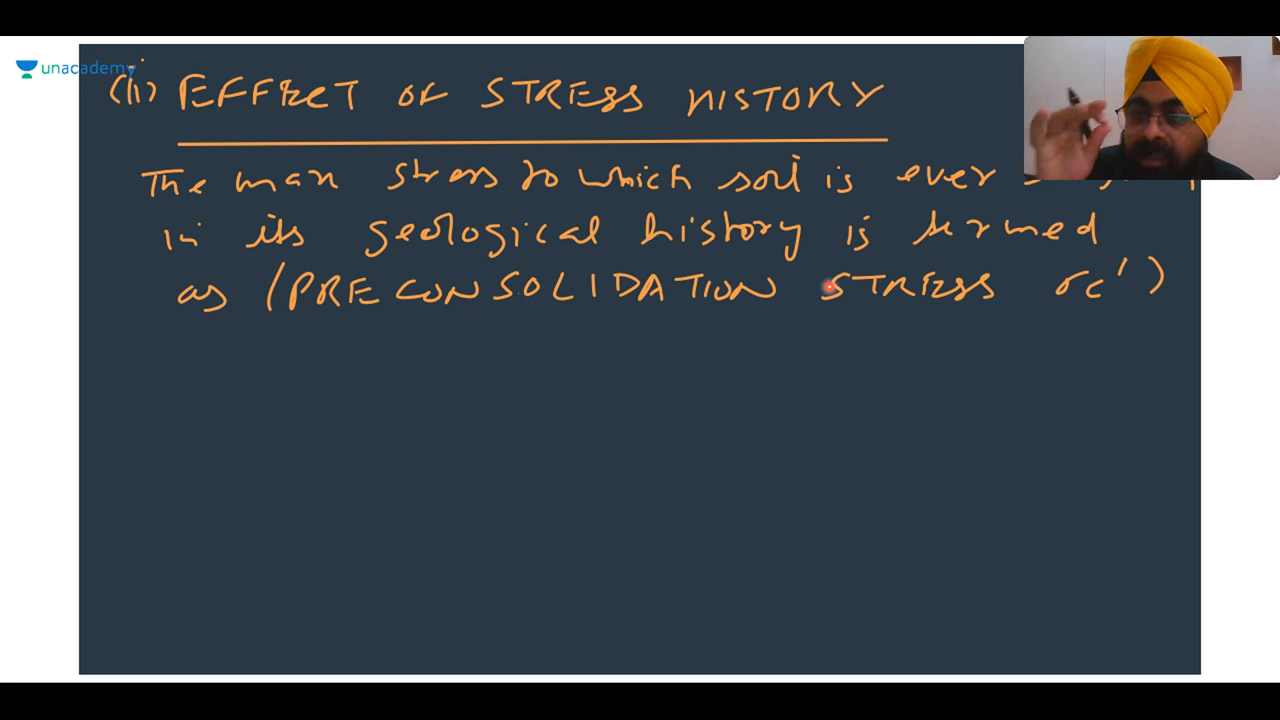 unacademy
(ii) EFFECT OF STRESS HISTORY
The max stress to which soil is ever
in its geological history is termed
as (PRECONSOLIDATION STRESS σc')